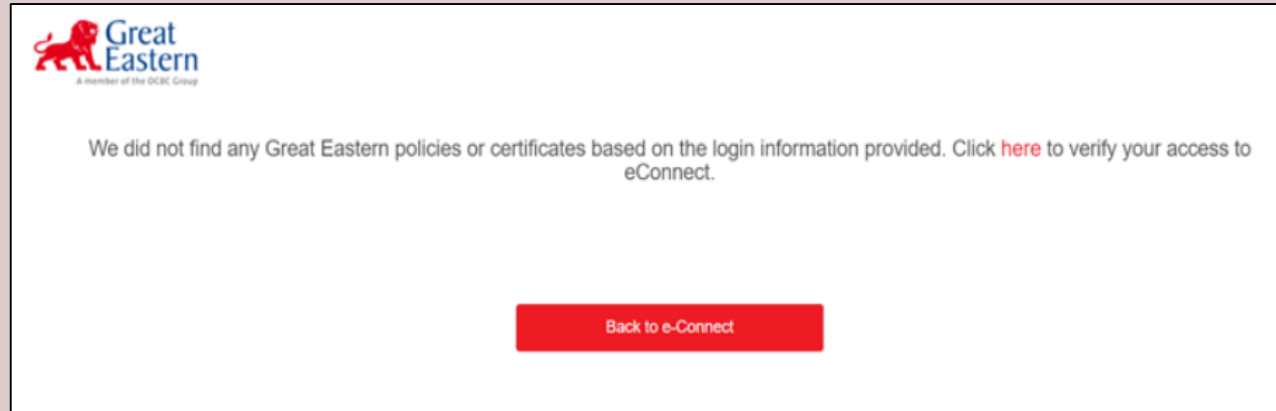 Great
Eastern
A member of the OCBC Group
We did not find any Great Eastern policies or certificates based on the login information provided. Click here to verify your access to
eConnect.
Back to e-Connect